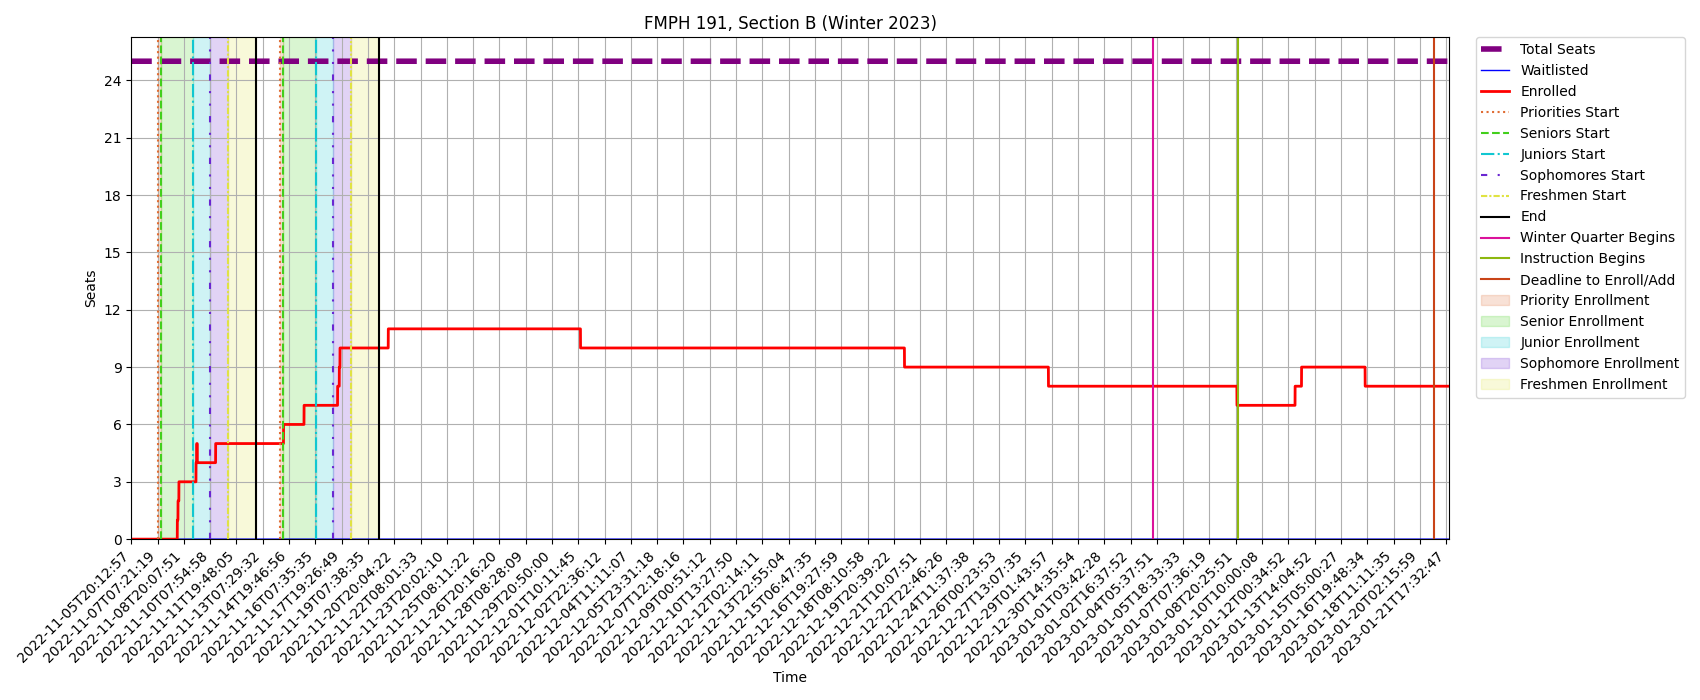 FMPH 191, Section B (Winter 2023)
Seats
24
21
18
15
12
9
6
3
0
2022-11-05T20:12:57
2022-11-07T07:21:19
2022-11-08T20:07:51
2022-11-10T07:54:58
2022-11-11T19:48:05
2022-11-13T07:29:32
2022-11-14T19:46:56
2022-11-16T07:35:35
2022-11-17T19:26:49
2022-11-19T07:38:35
2022-11-20T20:04:22
2022-11-22T08:01:33
2022-11-23T20:02:10
2022-11-25T08:11:22
2022-11-26T20:16:20
2022-11-28T08:28:09
2022-11-29T20:50:00
2022-12-01T10:11:45
2022-12-02T22:36:12
2022-12-04T11:11:07
2022-12-05T23:31:18
2022-12-07T12:18:16
2022-12-09T00:51:12
2022-12-10T13:27:50
2022-12-12T02:14:11
2022-12-13T22:55:04
2022-12-15T06:47:35
2022-12-16T19:27:59
2022-12-18T08:10:58
2022-12-19T20:39:22
2022-12-21T10:07:51
2022-12-22T22:46:26
2022-12-24T11:37:38
2022-12-26T00:23:53
2022-12-27T13:07:35
2022-12-29T01:43:57
2022-12-30T14:35:54
2023-01-01T03:42:28
2023-01-02T16:37:52
2023-01-04T05:37:51
2023-01-05T18:33:33
2023-01-07T07:36:19
2023-01-08T20:25:51
2023-01-10T10:00:08
2023-01-12T00:34:52
2023-01-13T14:04:52
2023-01-15T05:00:27
2023-01-16T19:48:34
2023-01-18T11:11:35
2023-01-20T02:15:59
2023-01-21T17:32:47
Time
Total Seats
Waitlisted
Enrolled
Priorities Start
Seniors Start
Juniors Start
Sophomores Start
Freshmen Start
End
Winter Quarter Begins
Instruction Begins
Deadline to Enroll/Add
Priority Enrollment
Senior Enrollment
Junior Enrollment
Sophomore Enrollment
Freshmen Enrollment